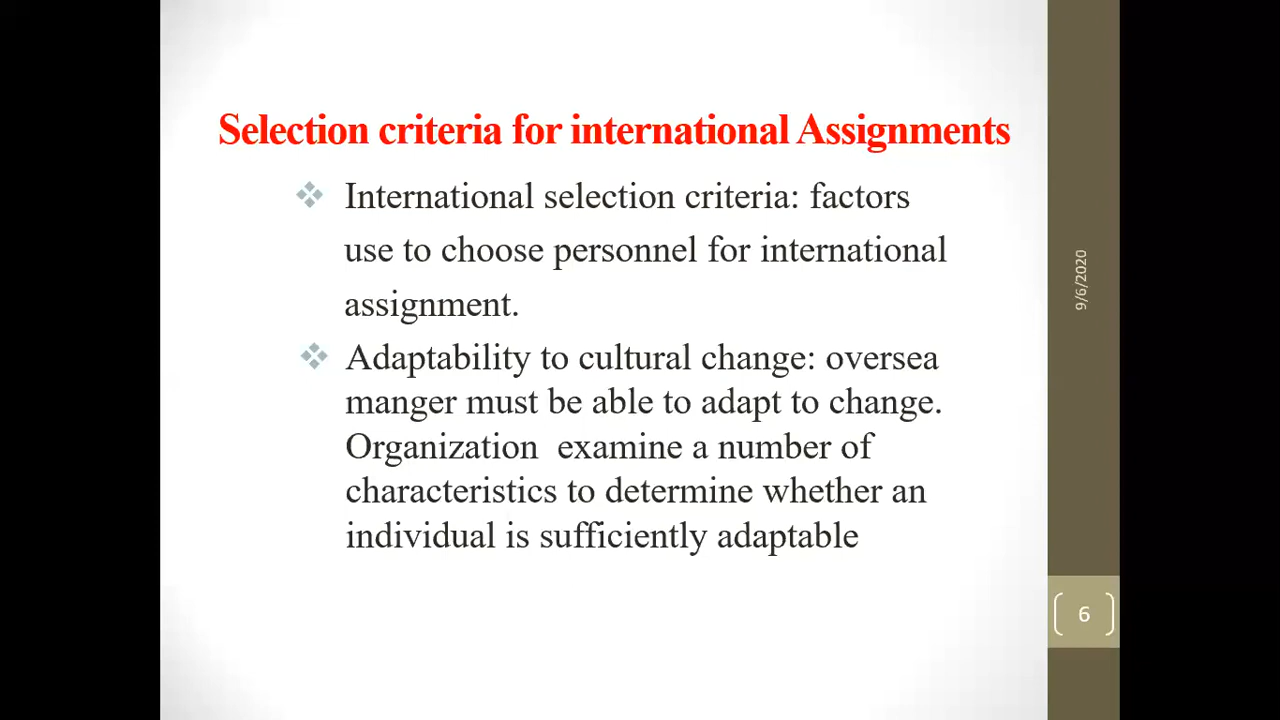 Selection criteria for international Assignments
International selection criteria: factors
use to choose personnel for international
assignment.
Adaptability to cultural change: oversea
manger must be able to adapt to change.
Organization examine a number of
characteristics to determine whether an
individual is sufficiently adaptable
9/6/2020
6